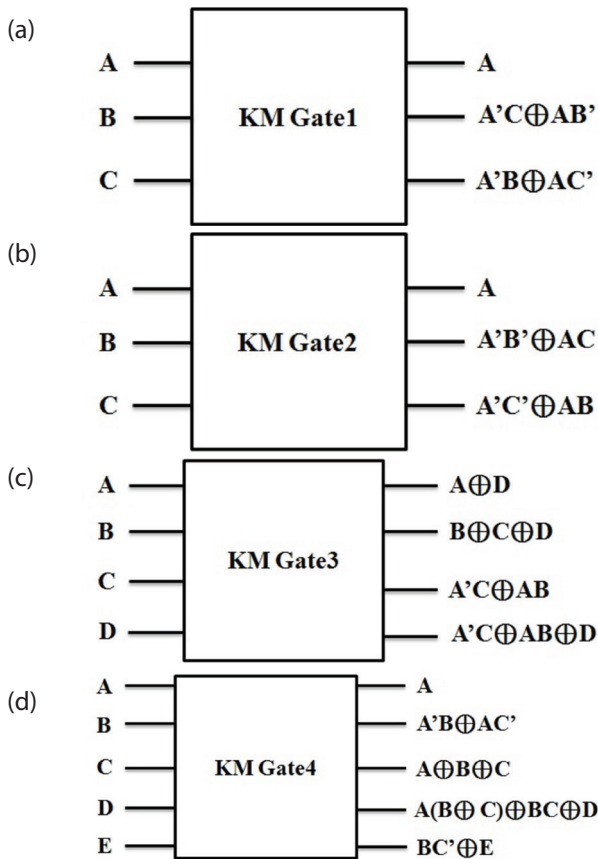 (a)
A
A
B
KM Gate1
A'C⊕AB'
C
A'B⊕AC'
(b)
A
A
B
KM Gate2
A'B'⊕AC
C
A'C'⊕AB
(c)
A
A⊕D
B
B⊕C⊕D
KM Gate3
C
A'C⊕AB
D
A'C⊕AB⊕D
(d)
A
A
B
A'B⊕AC'
C
KM Gate4
A⊕B⊕C
D
A(B⊕ C)⊕BC⊕D
E
BC'⊕E